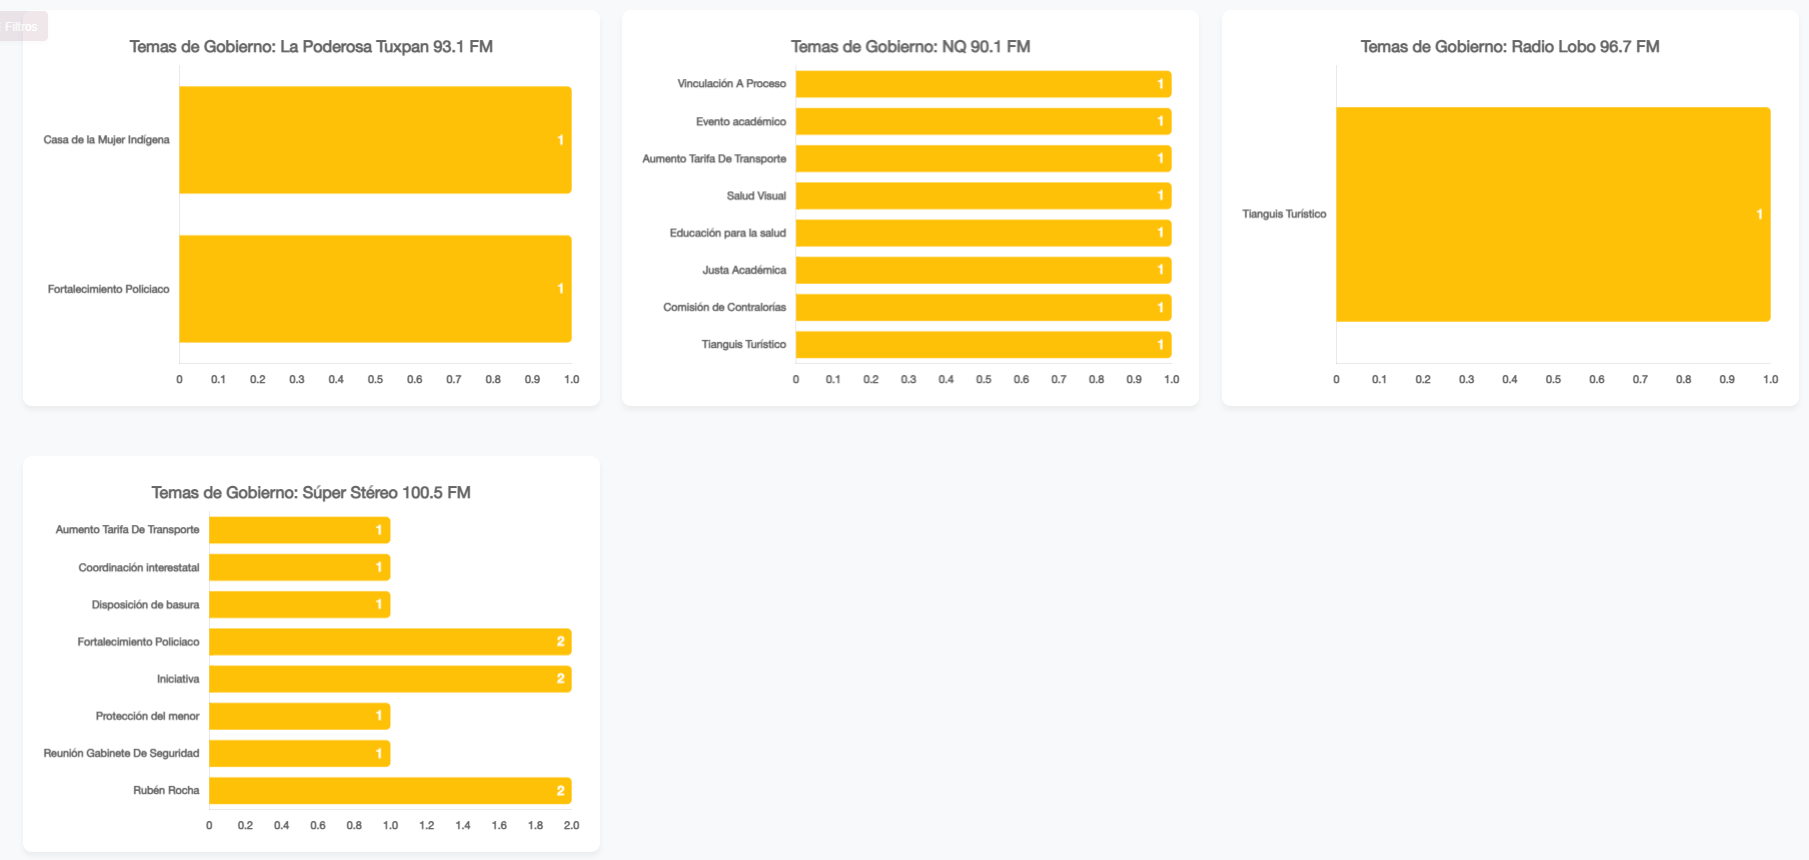 Filtros
Temas de Gobierno: La Poderosa Tuxpan 93.1 FM
Casa de la Mujer Indígena
1
Fortalecimiento Policiaco
1
0 0.1 0.2 0.3 0.4 0.5 0.6 0.7 0.8 0.9 1.0
Temas de Gobierno: NQ 90.1 FM
Vinculación A Proceso
1
Evento académico
1
Aumento Tarifa De Transporte
1
Salud Visual
1
Educación para la salud
1
Justa Académica
1
Comisión de Contralorías
1
Tianguis Turístico
1
0 0.1 0.2 0.3 0.4 0.5 0.6 0.7 0.8 0.9 1.0
Temas de Gobierno: Radio Lobo 96.7 FM
Tianguis Turístico
1
0 0.1 0.2 0.3 0.4 0.5 0.6 0.7 0.8 0.9 1.0
Temas de Gobierno: Súper Stéreo 100.5 FM
Aumento Tarifa De Transporte
1
Coordinación interestatal
1
Disposición de basura
1
Fortalecimiento Policiaco
2
Iniciativa
2
Protección del menor
1
Reunión Gabinete De Seguridad
1
Rubén Rocha
2
0 0.2 0.4 0.6 0.8 1.0 1.2 1.4 1.6 1.8 2.0